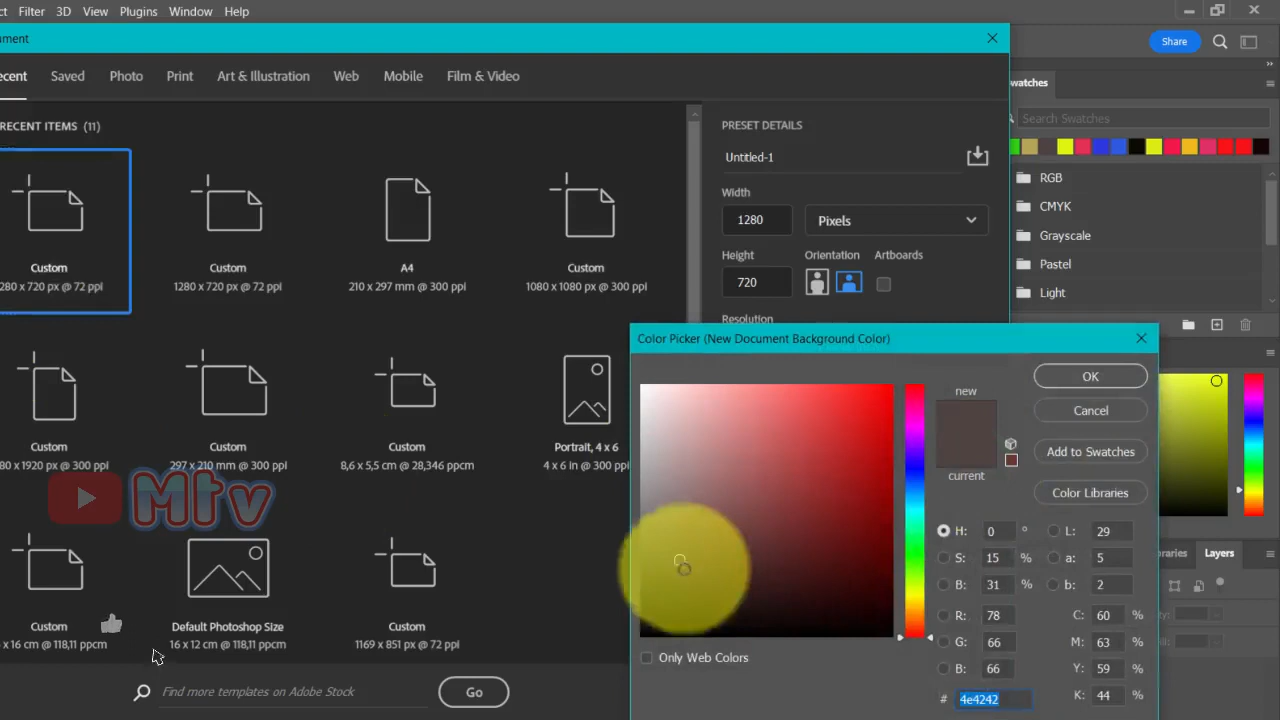 Filter 3D View Plugins Window Help
Share
Saved Photo Print Art & Illustration Web Mobile Film & Video
RECENT ITEMS (11)
PRESET DETAILS
Untitled-1
Width
1280 Pixels
Height Orientation Artboards
720
Resolution
Custom
280 x 720 px @ 72 ppi
Custom
1280 x 720 px @ 72 ppi
A4
210 x 297 mm @ 300 ppi
Custom
1080 x 1080 px @ 300 ppi
Custom
80 x 1920 px @ 300 ppi
Custom
297 x 210 mm @ 300 ppi
Custom
8,6 x 5,5 cm @ 28,346 ppcm
Portrait, 4 x 6
4 x 6 in @ 300 ppi
Mtv
Custom
x 16 cm @ 118,11 ppcm
Default Photoshop Size
16 x 12 cm @ 118,11 ppcm
Custom
1169 x 851 px @ 72 ppi
Find more templates on Adobe Stock
Go
Search Swatches
RGB
CMYK
Grayscale
Pastel
Light
Layers
Color Picker (New Document Background Color)
new
current
OK
Cancel
Add to Swatches
Color Libraries
H: 0 ° L: 29
S: 15 % a: 5
B: 31 % b: 2
R: 78 C: 60 %
G: 66 M: 63 %
B: 66 Y: 59 %
# 4e4242 K: 44 %
Only Web Colors